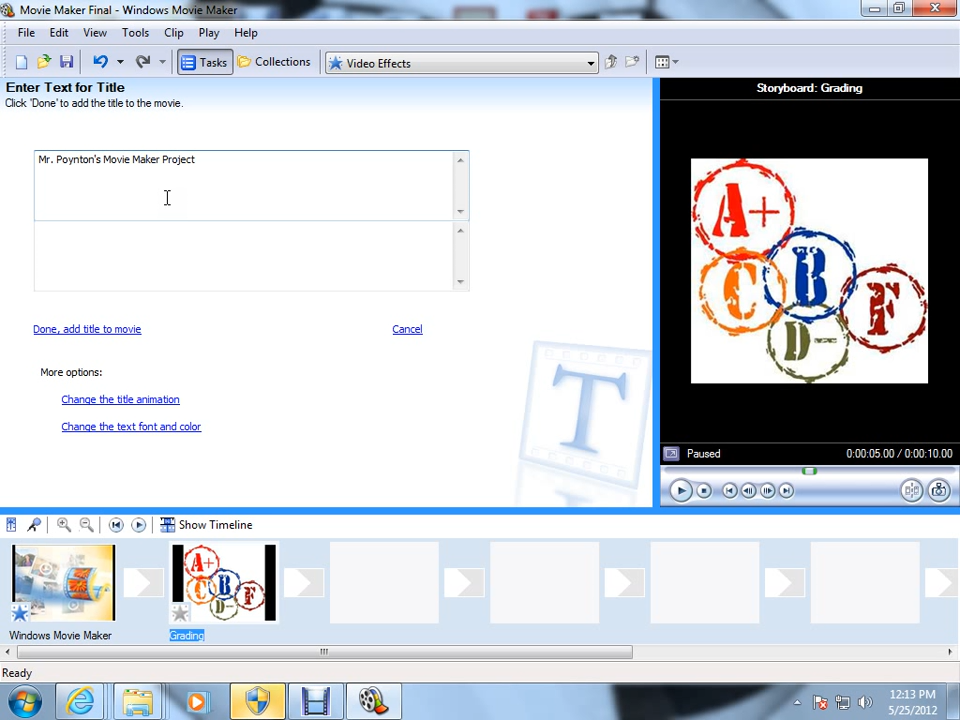 Movie Maker Final - Windows Movie Maker
File Edit View Tools Clip Play Help
Tasks Collections Video Effects
Enter Text for Title
Click 'Done' to add the title to the movie.
Mr. Poynton's Movie Maker Project
Done, add title to movie Cancel
More options:
Change the title animation
Change the text font and color
T
Storyboard: Grading
A+
C B F
D-
Paused 0:00:05.00 / 0:00:10.00
Show Timeline
A+
C B F
D-
Windows Movie Maker Grading
Ready
12:13 PM
5/25/2012